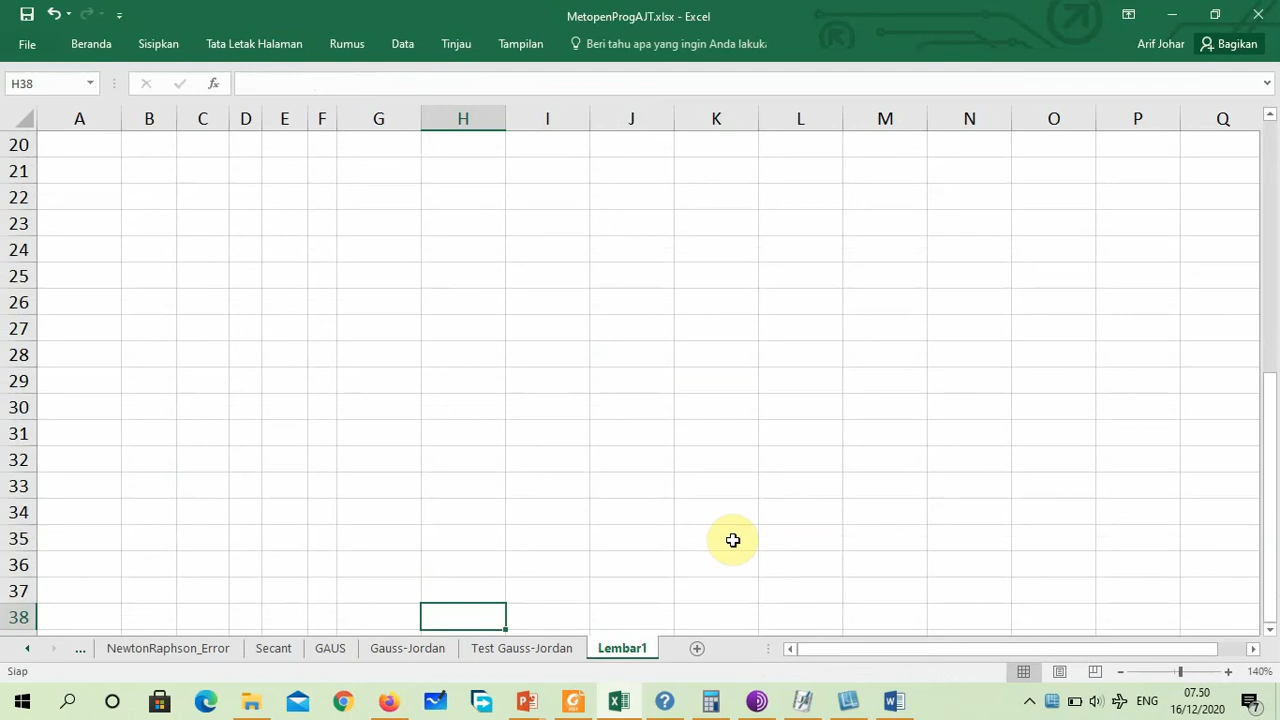 MetopenProgAJT.xlsx - Excel
File Beranda Sisipkan Tata Letak Halaman Rumus Data Tinjau Tampilan Beri tahu apa yang ingin Anda lakuka Arif Johar Bagikan
H38 fx
A B C D E F G H I J K L M N O P Q
20
21
22
23
24
25
26
27
28
29
30
31
32
33
34
35
36
37
38
... NewtonRaphson_Error Secant GAUS Gauss-Jordan Test Gauss-Jordan Lembar1
Siap 140%
ENG 07.50
16/12/2020 7